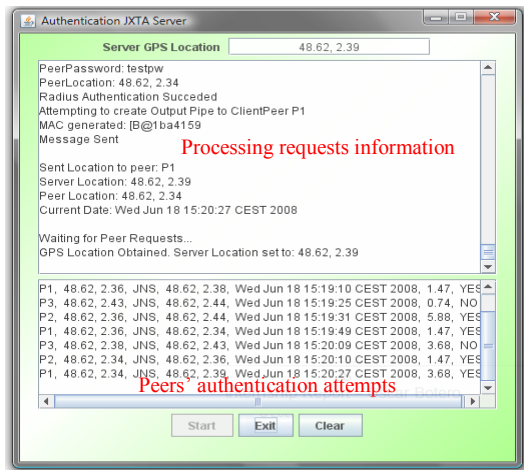 Authentication JXTA Server
Server GPS Location 48.62, 2.39
PeerPassword: testpw
PeerLocation: 48.62, 2.34
Radius Authentication Succeded
Attempting to create Output Pipe to ClientPeer P1
MAC generated: [B@1ba4159
Message Sent
Processing requests information
Sent Location to peer: P1
Server Location: 48.62, 2.39
Peer Location: 48.62, 2.34
Current Date: Wed Jun 18 15:20:27 CEST 2008
Waiting for Peer Requests...
GPS Location Obtained. Server Location set to: 48.62, 2.39
P1, 48.62, 2.36, JNS, 48.62, 2.38, Wed Jun 18 15:19:10 CEST 2008, 1.47, YES
P3, 48.62, 2.43, JNS, 48.62, 2.44, Wed Jun 18 15:19:25 CEST 2008, 0.74, NO
P2, 48.62, 2.36, JNS, 48.62, 2.44, Wed Jun 18 15:19:31 CEST 2008, 5.88, YES
P1, 48.62, 2.36, JNS, 48.62, 2.34, Wed Jun 18 15:19:49 CEST 2008, 1.47, YES
P3, 48.62, 2.38, JNS, 48.62, 2.43, Wed Jun 18 15:20:09 CEST 2008, 3.68, NO
P2, 48.62, 2.34, JNS, 48.62, 2.36, Wed Jun 18 15:20:10 CEST 2008, 1.47, YES
P1, 48.62, 2.34, JNS, 48.62, 2.39, Wed Jun 18 15:20:27 CEST 2008, 3.68, YES
Peers' authentication attempts
Start Exit Clear